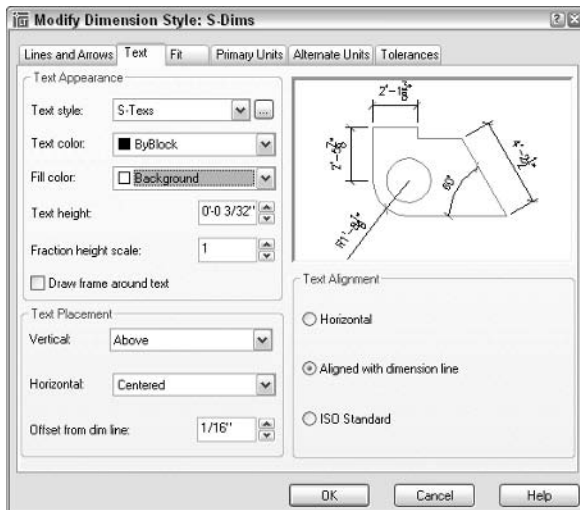 Modify Dimension Style: S-Dims
Lines and Arrows Text Fit Primary Units Alternate Units Tolerances
Text Appearance
Text style: S-Texs ...
Text color: ByBlock
Fill color: Background
Text height: 0'-0 3/32"
Fraction height scale: 1
Draw frame around text
Text Placement
Vertical: Above
Horizontal: Centered
Offset from dim line: 1/16"
60°
Text Alignment
Horizontal
Aligned with dimension line
ISO Standard
OK Cancel Help